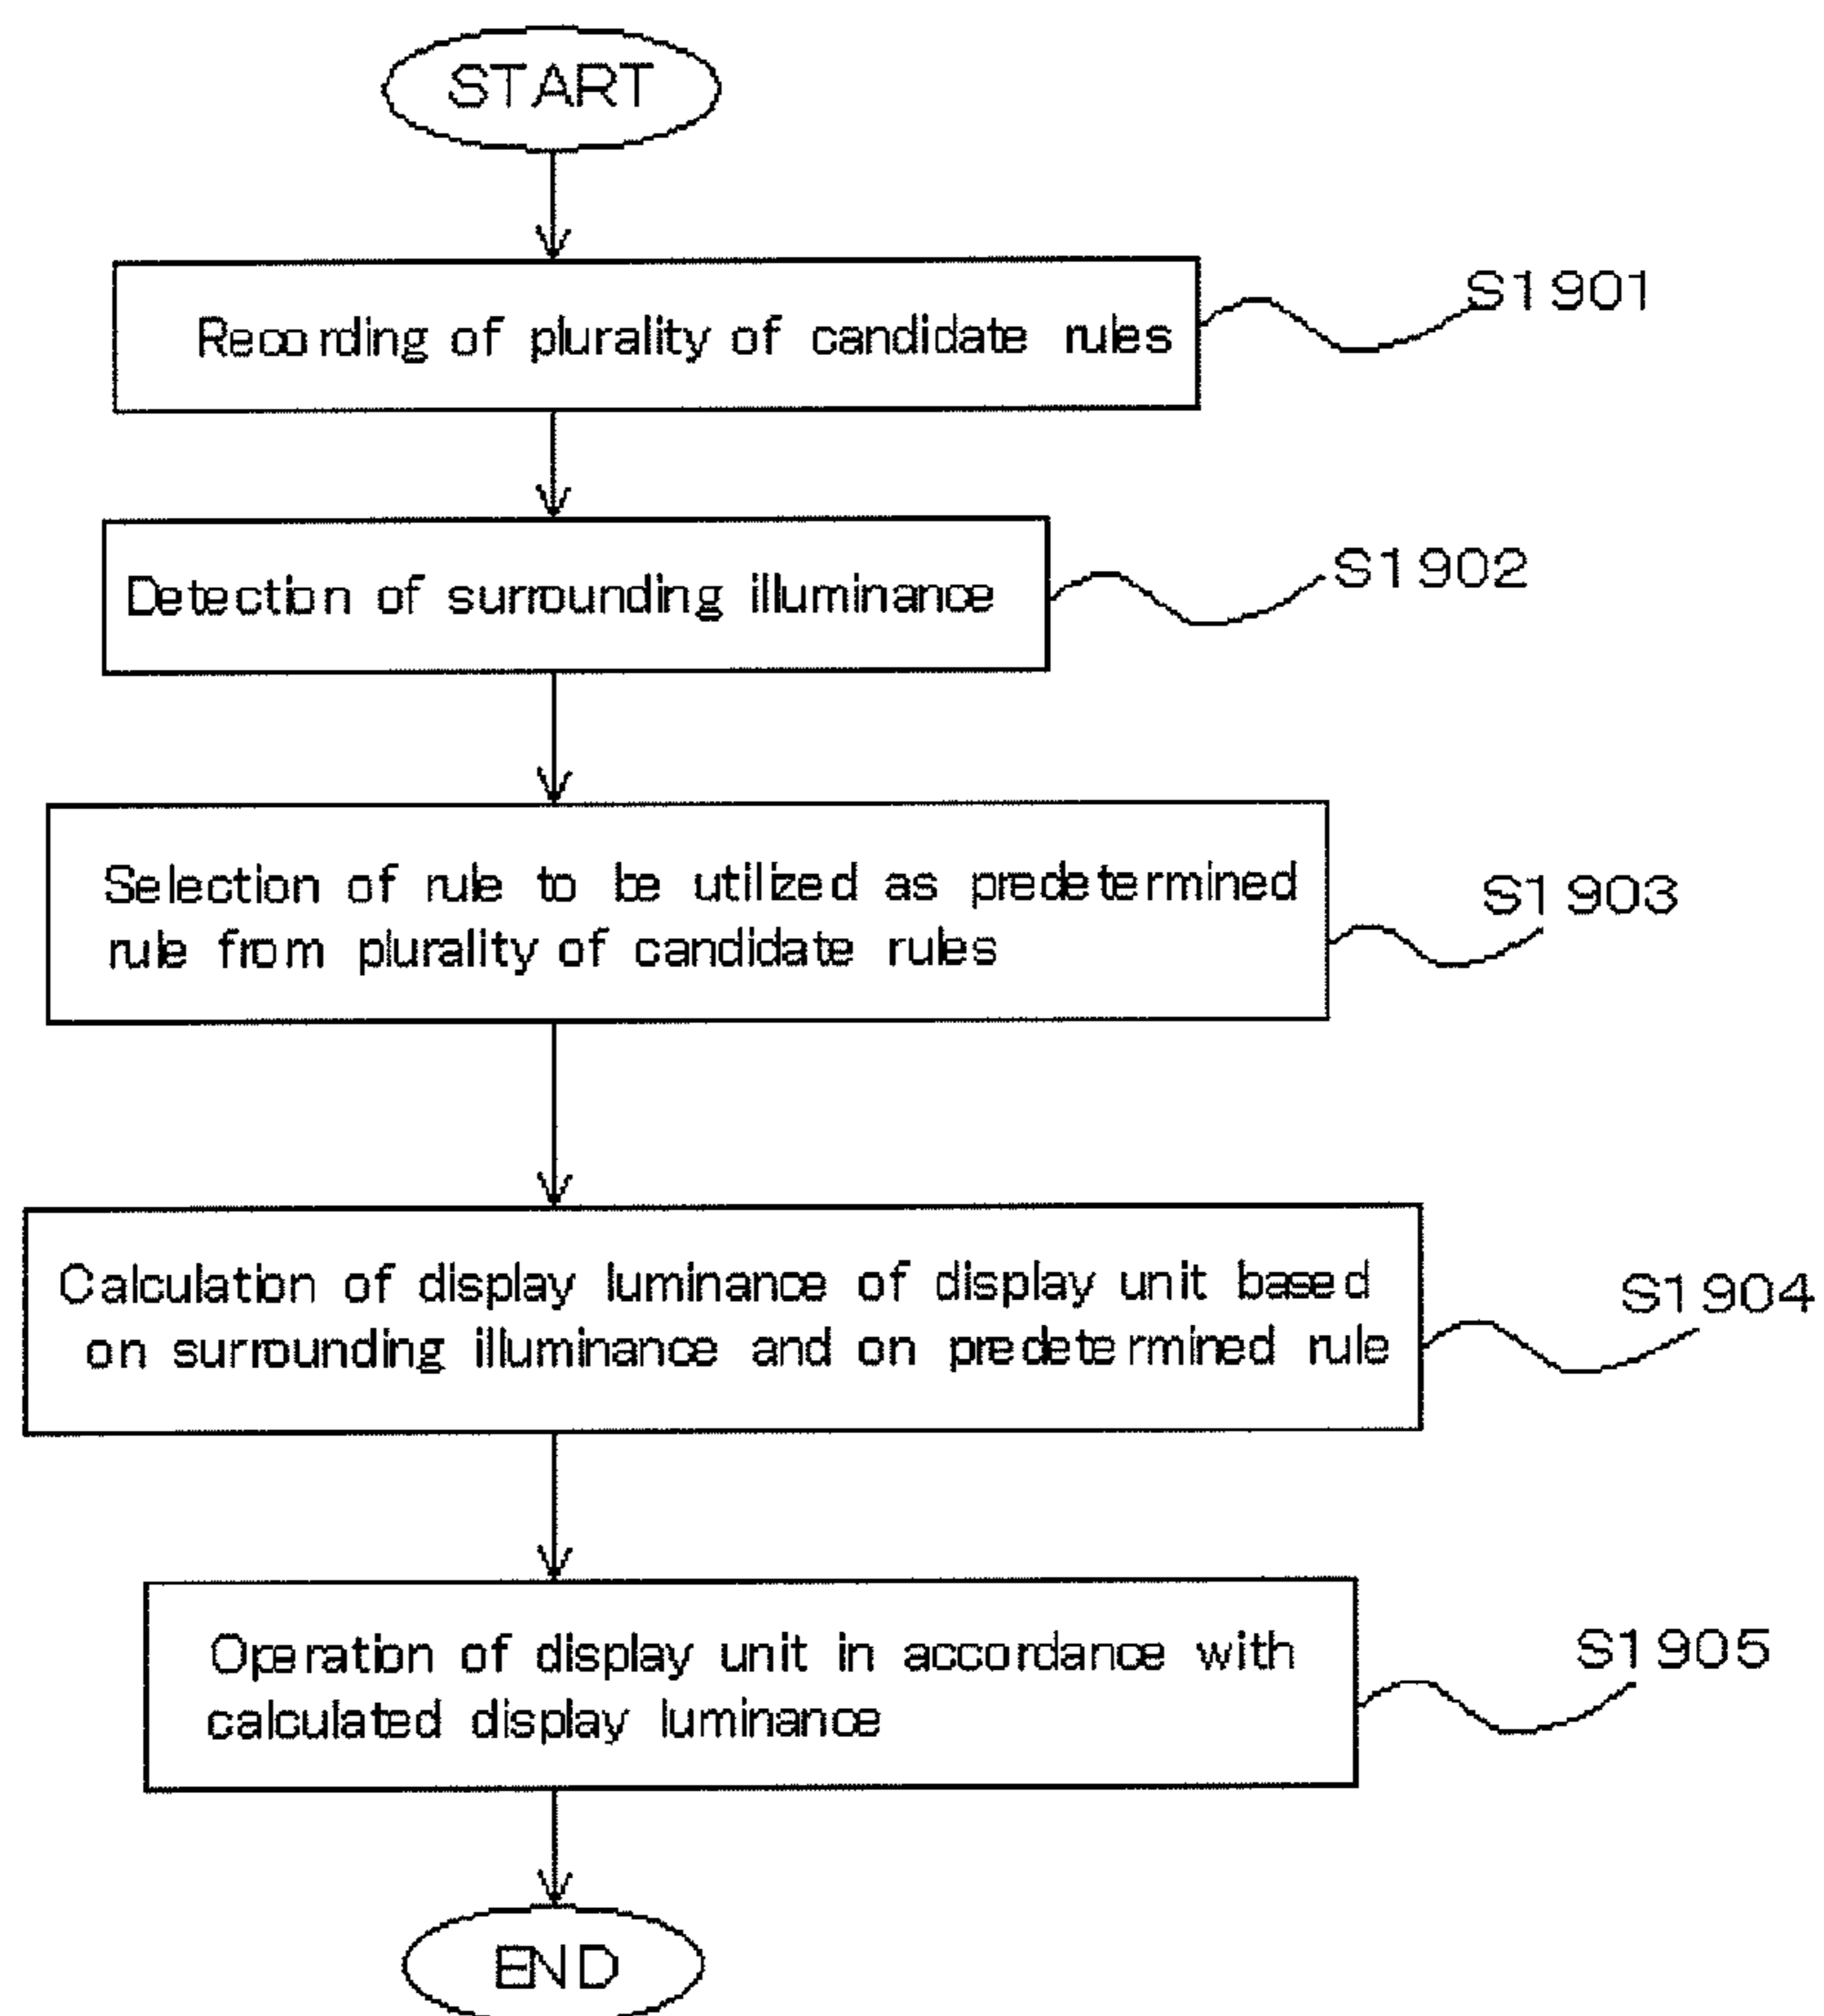 START
Recording of plurality of candidate rules
S1901
Detection of surrounding illuminance
S1902
Selection of rule to be utilized as predetermined
rule from plurality of candidate rules
S1903
Calculation of display luminance of display unit based
on surrounding illuminance and on predetermined rule
S1904
Operation of display unit in accordance with
calculated display luminance
S1905
END